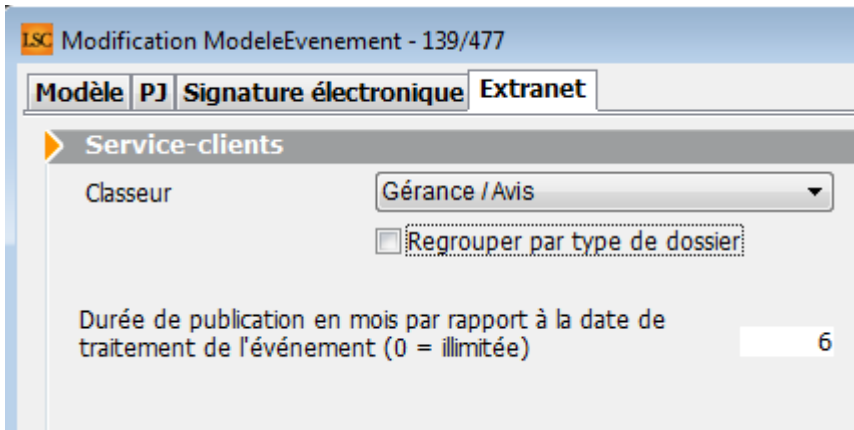 LSC Modification ModeleEvenement - 139/477
Modèle PJ Signature électronique Extranet
Service-clients
Classeur Gérance / Avis
Regrouper par type de dossier
Durée de publication en mois par rapport à la date de
traitement de l'événement (0 = illimitée) 6